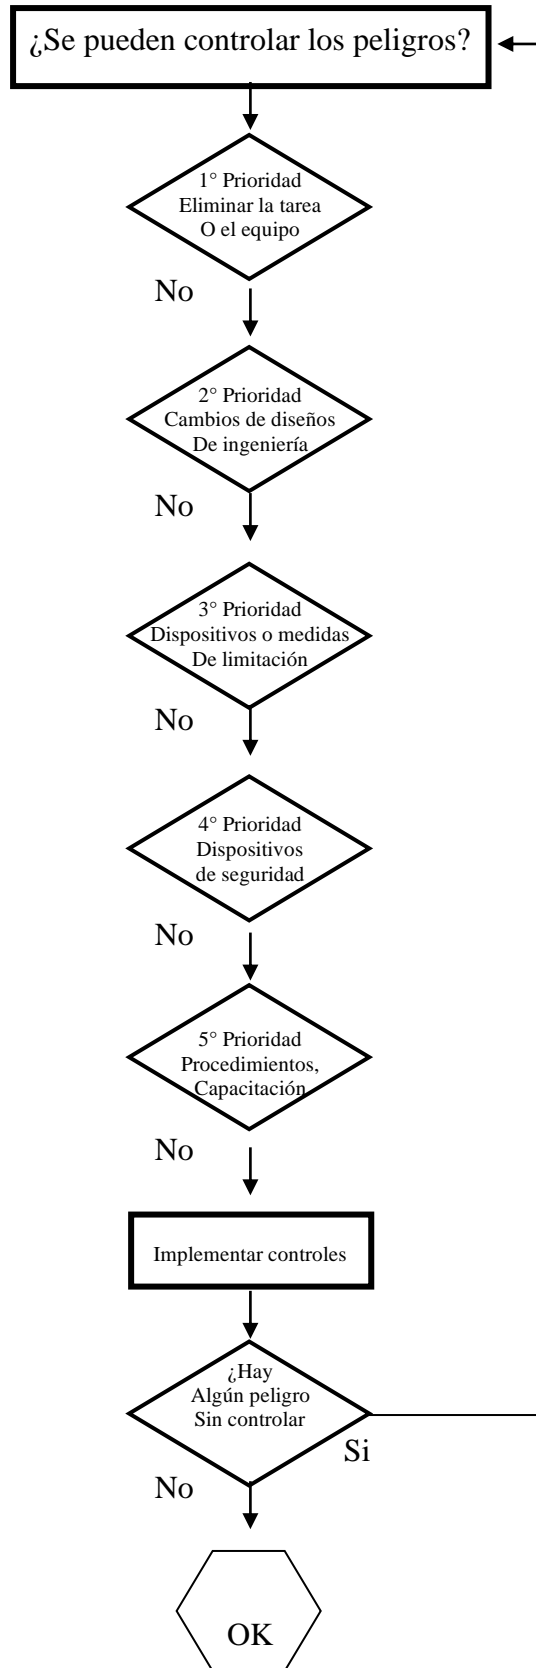 ¿Se pueden controlar los peligros?
1° Prioridad
Eliminar la tarea
O el equipo
No
2° Prioridad
Cambios de diseños
De ingeniería
No
3° Prioridad
Dispositivos o medidas
De limitación
No
4° Prioridad
Dispositivos
de seguridad
No
5° Prioridad
Procedimientos,
Capacitación
No
Implementar controles
¿Hay
Algún peligro
Sin controlar
Si
No
OK